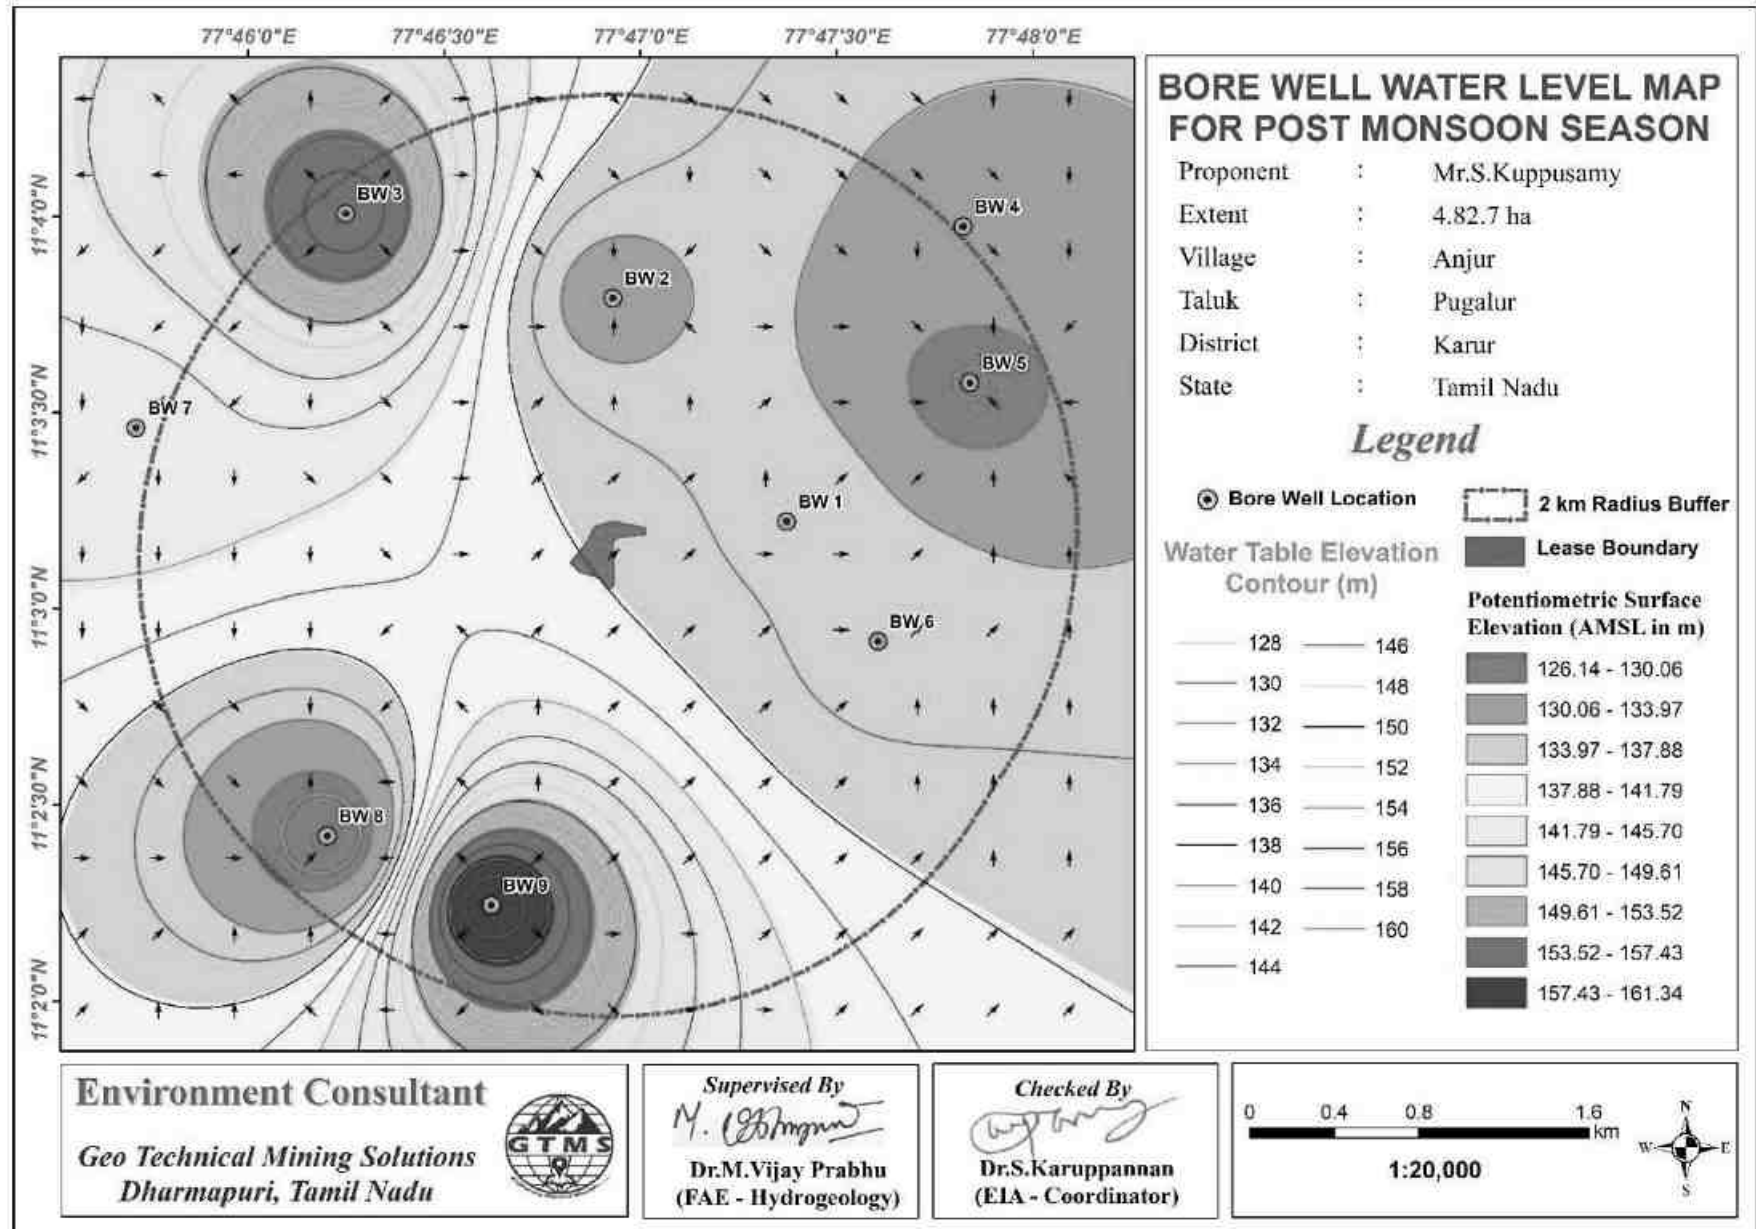 77°46'0"E
77°46'30"E
77°47'0"E
77°47'30"E
77°48'0"E
11°4'0"N
11°3'30"N
11°3'0"N
11°2'30"N
11°2'0"N
BW 3
BW 4
BW 2
BW 5
BW 7
BW 1
BW 6
BW 8
BW 9
BORE WELL WATER LEVEL MAP
FOR POST MONSOON SEASON
Proponent : Mr.S.Kuppusamy
Extent : 4.82.7 ha
Village : Anjur
Taluk : Pugalur
District : Karur
State : Tamil Nadu
Legend
Bore Well Location
2 km Radius Buffer
Lease Boundary
Water Table Elevation
Contour (m)
128
130
132
134
136
138
140
142
144
146
148
150
152
154
156
158
160
Potentiometric Surface
Elevation (AMSL in m)
126.14 - 130.06
130.06 - 133.97
133.97 - 137.88
137.88 - 141.79
141.79 - 145.70
145.70 - 149.61
149.61 - 153.52
153.52 - 157.43
157.43 - 161.34
Environment Consultant
Geo Technical Mining Solutions
Dharmapuri, Tamil Nadu
GTMS
Supervised By
Dr.M.Vijay Prabhu
(FAE - Hydrogeology)
Checked By
Dr.S.Karuppannan
(EIA - Coordinator)
0 0.4 0.8 1.6
km
1:20,000
N
W E
S